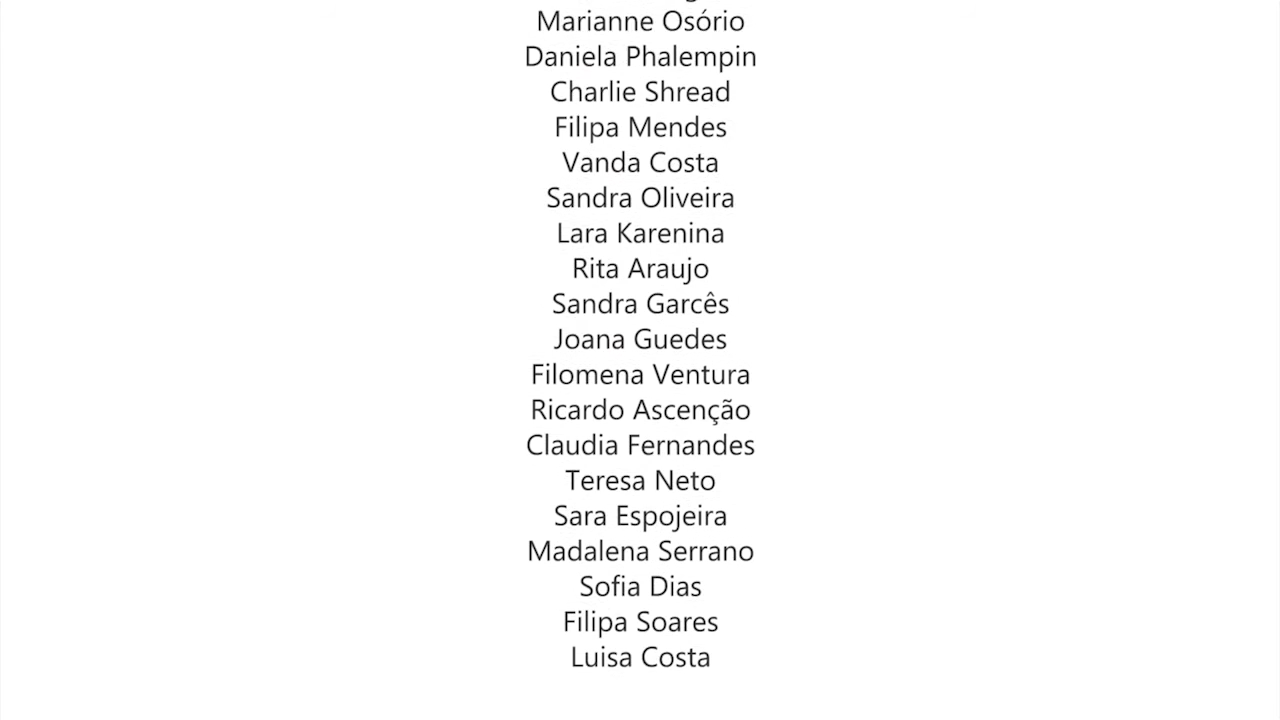 Marianne Osório
Daniela Phalempin
Charlie Shread
Filipa Mendes
Vanda Costa
Sandra Oliveira
Lara Karenina
Rita Araujo
Sandra Garcês
Joana Guedes
Filomena Ventura
Ricardo Ascenção
Claudia Fernandes
Teresa Neto
Sara Espojeira
Madalena Serrano
Sofia Dias
Filipa Soares
Luisa Costa